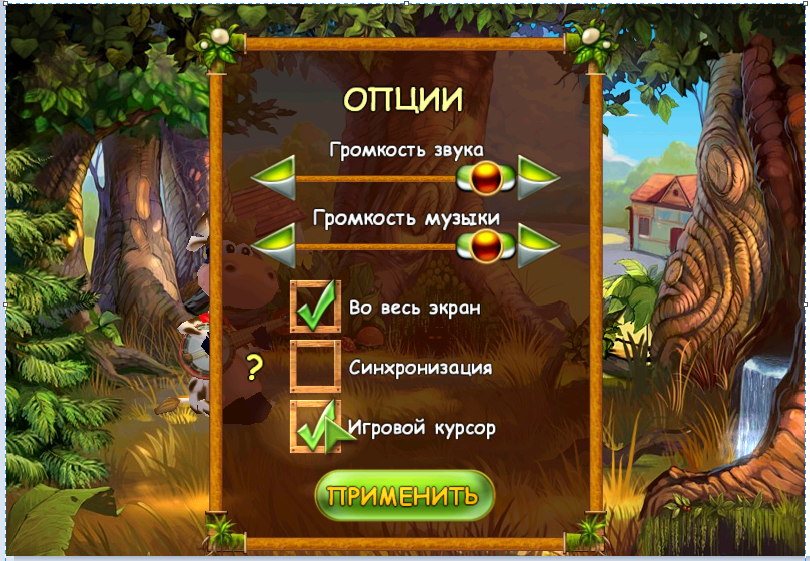 ОПЦИИ
Громкость звука
Громкость музыки
Во весь экран
?
Синхронизация
Игровой курсор
ПРИМЕНИТЬ